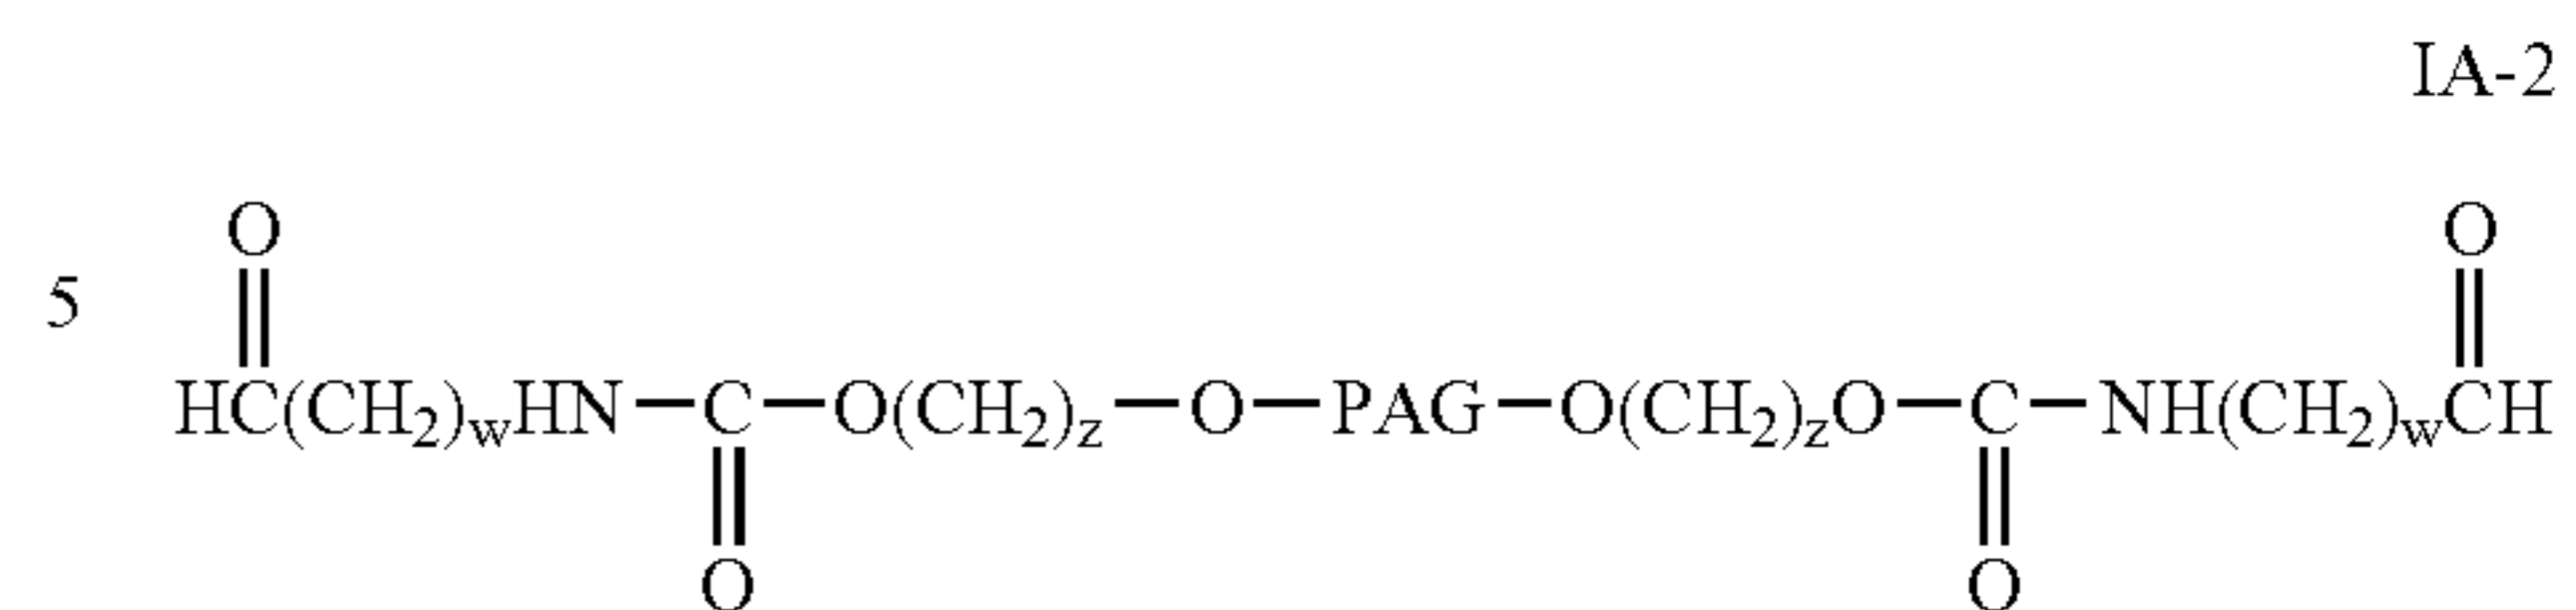 IA-2
O O
5
HC(CH2)wHN—C—O(CH2)z—O—PAG—O(CH2)zO—C—NH(CH2)wCH
O O